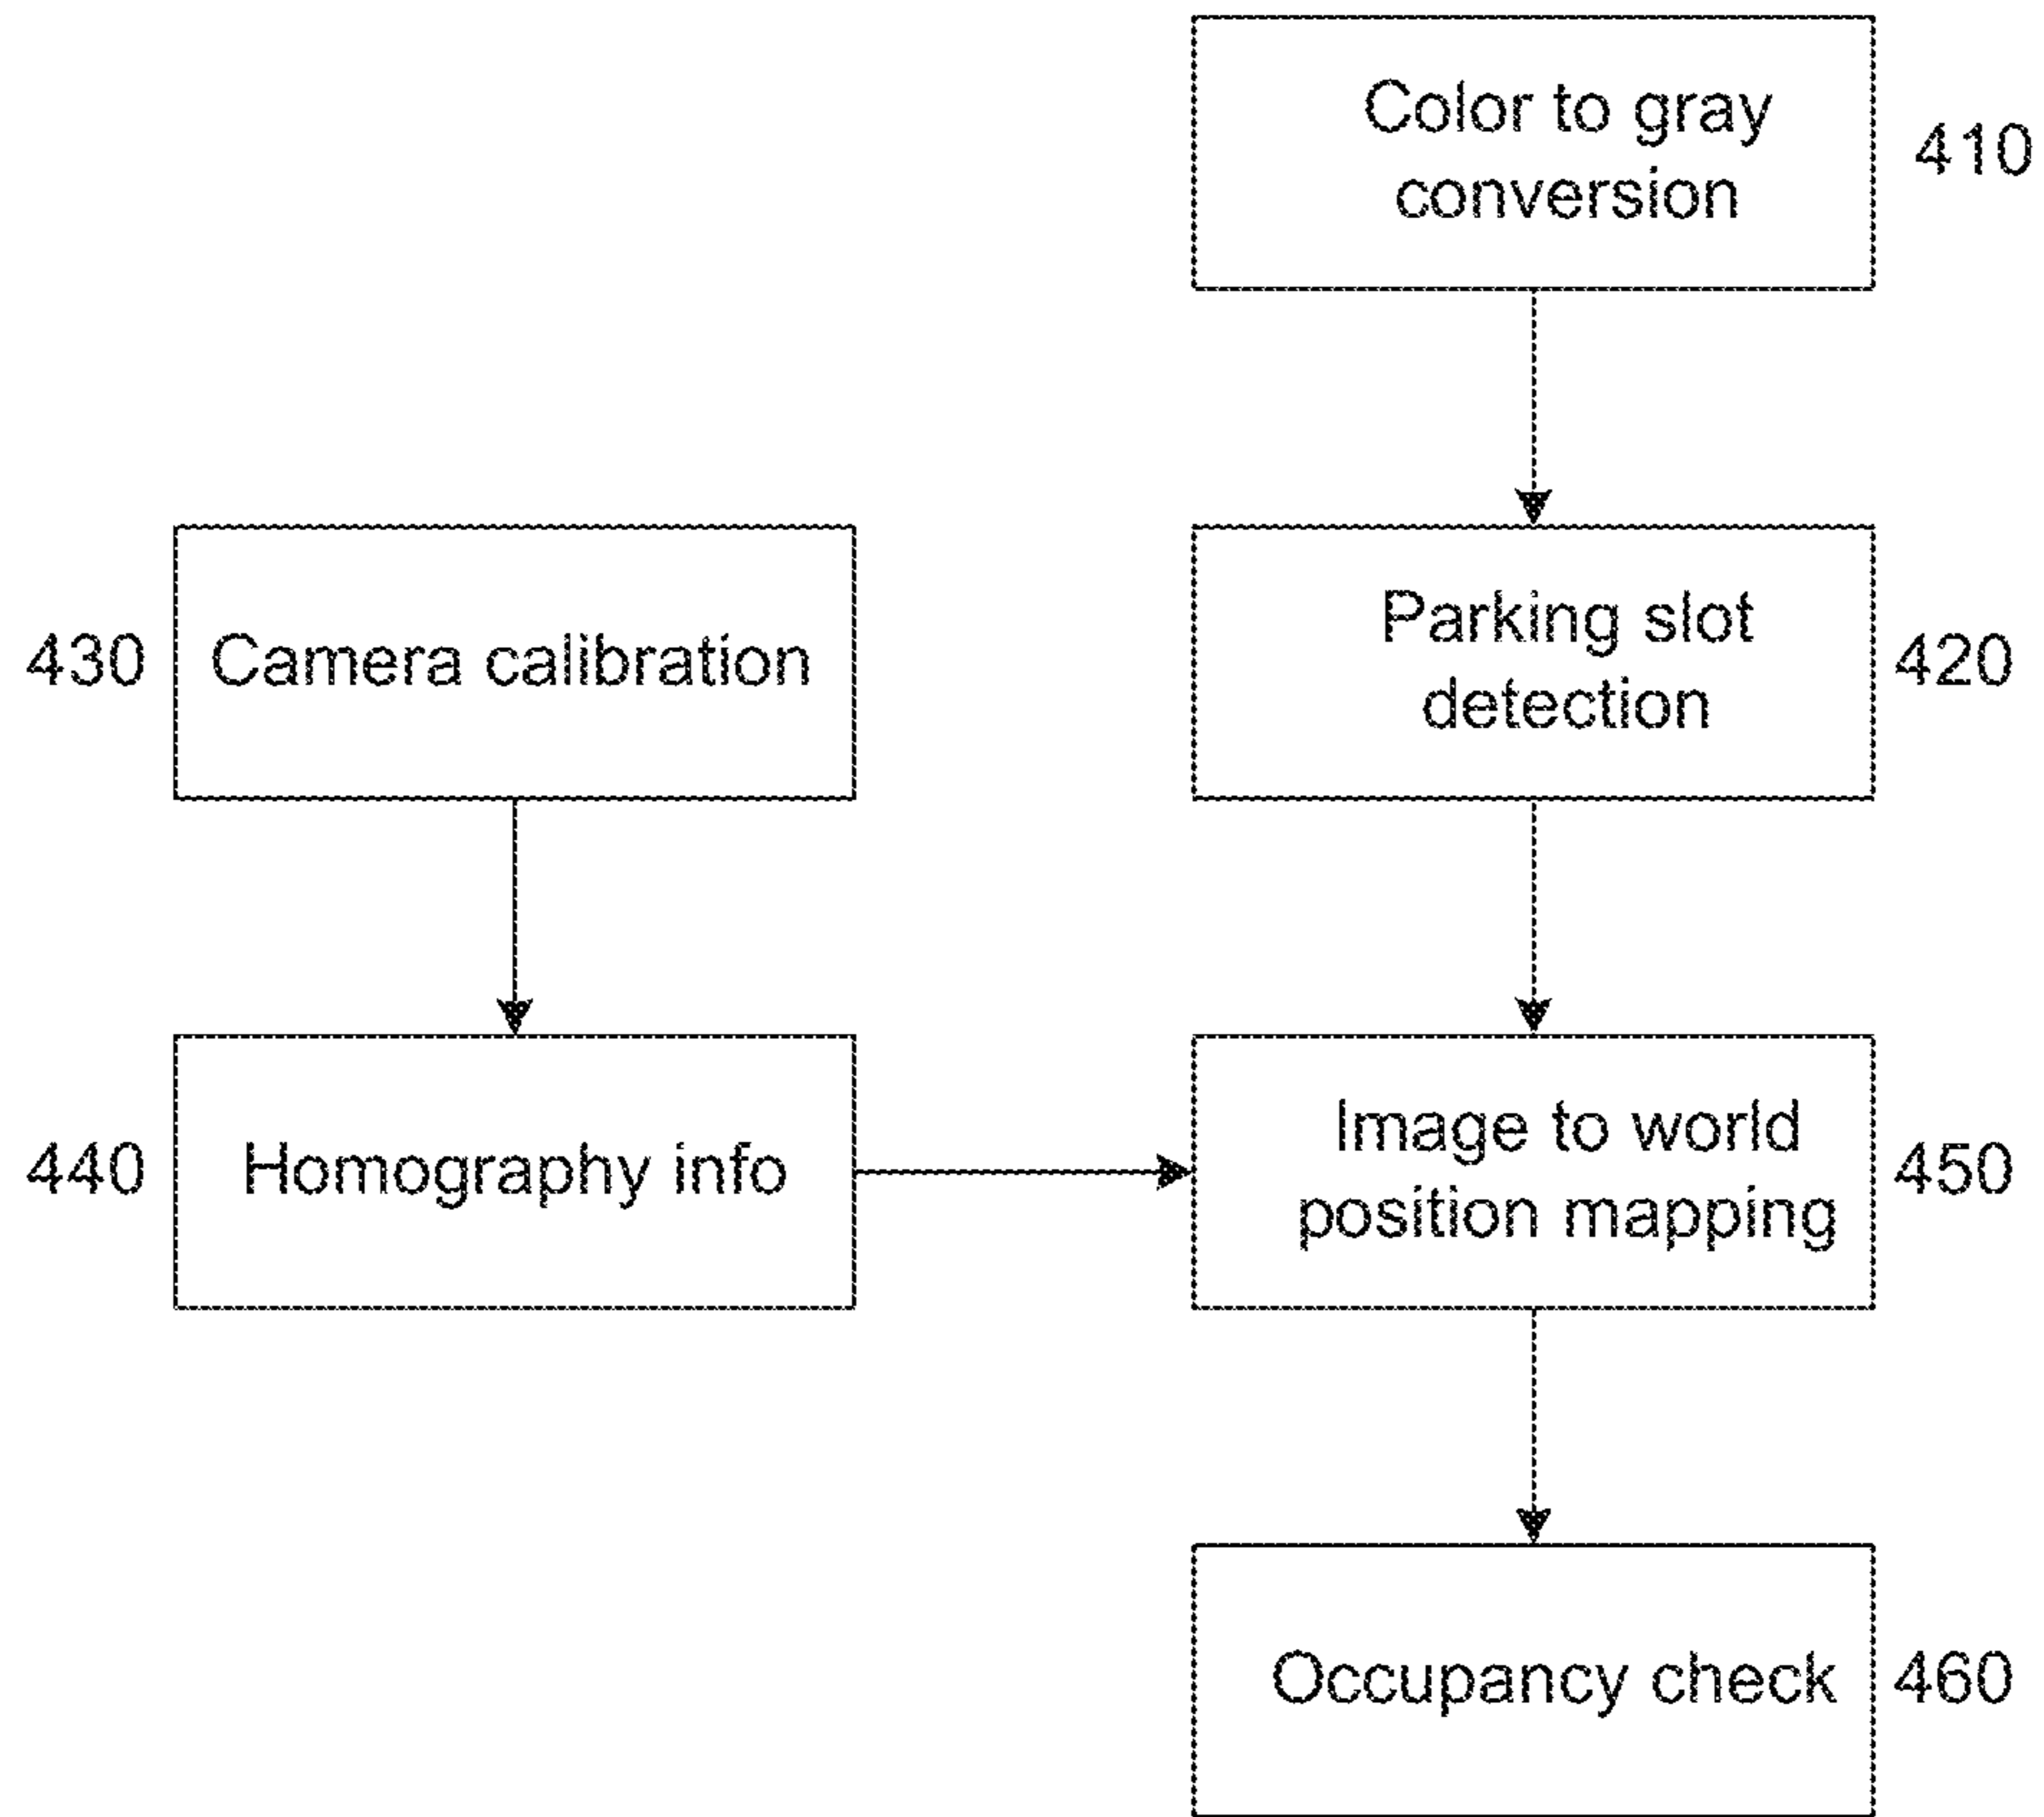 Color to gray
conversion
410
430
Camera calibration
Parking slot
detection
420
440
Homography info
Image to world
position mapping
450
Occupancy check
460